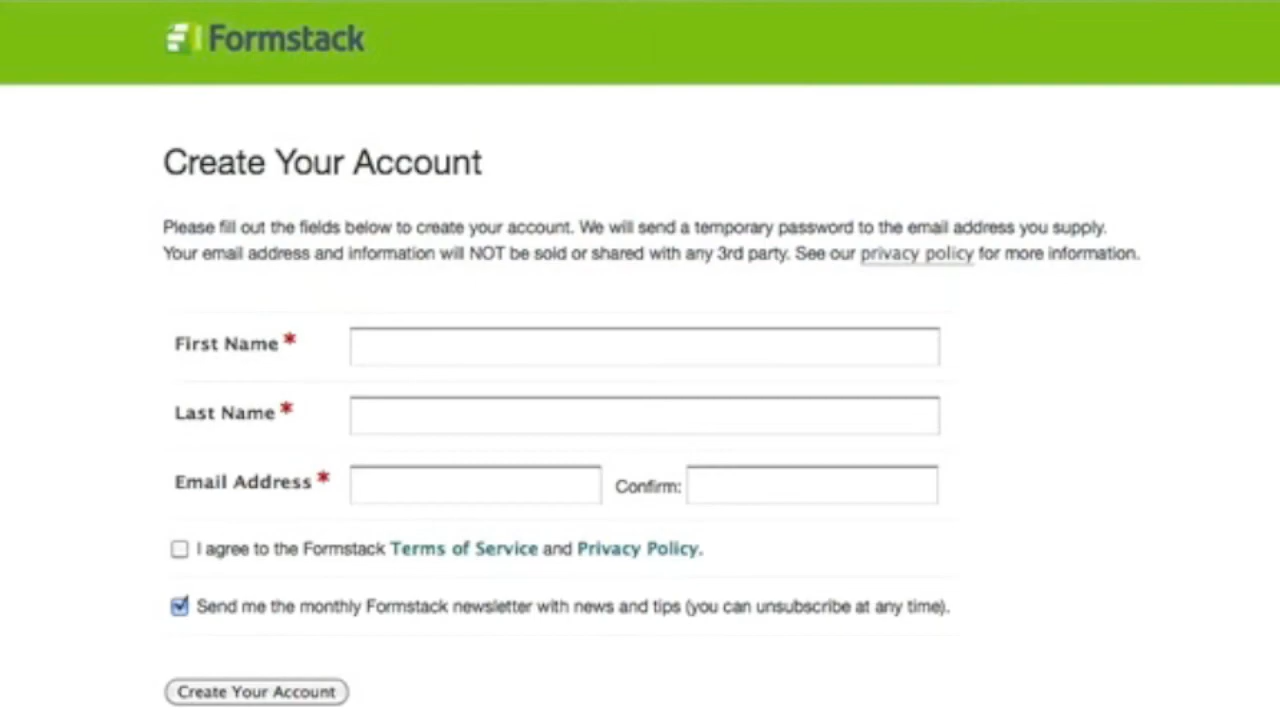 Formstack
Create Your Account
Please fill out the fields below to create your account. We will send a temporary password to the email address you supply.
Your email address and information will NOT be sold or shared with any 3rd party. See our privacy policy for more information.
First Name *
Last Name *
Email Address * Confirm:
I agree to the Formstack Terms of Service and Privacy Policy.
Send me the monthly Formstack newsletter with news and tips (you can unsubscribe at any time).
Create Your Account